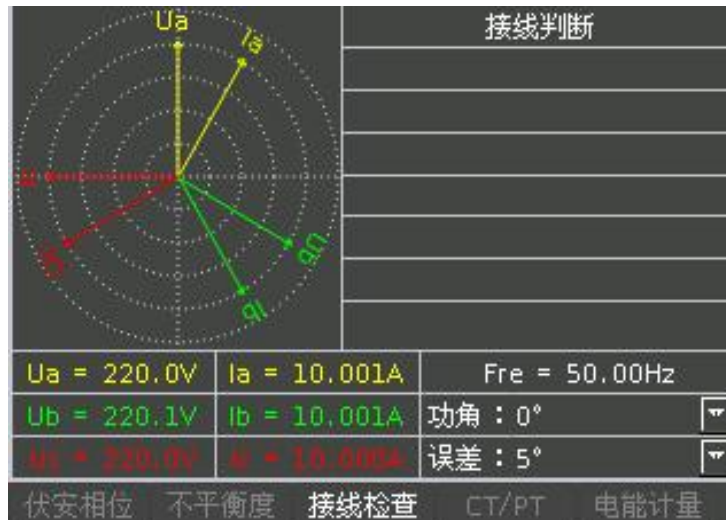 Ua
Ia
接线判断
Ub
Ib
Ua = 220.0V
Ia = 10.001A
Fre = 50.00Hz
Ub = 220.1V
Ib = 10.001A
功角：0°
误差：5°
伏安相位
不平衡度
接线检查
CT/PT
电能计量